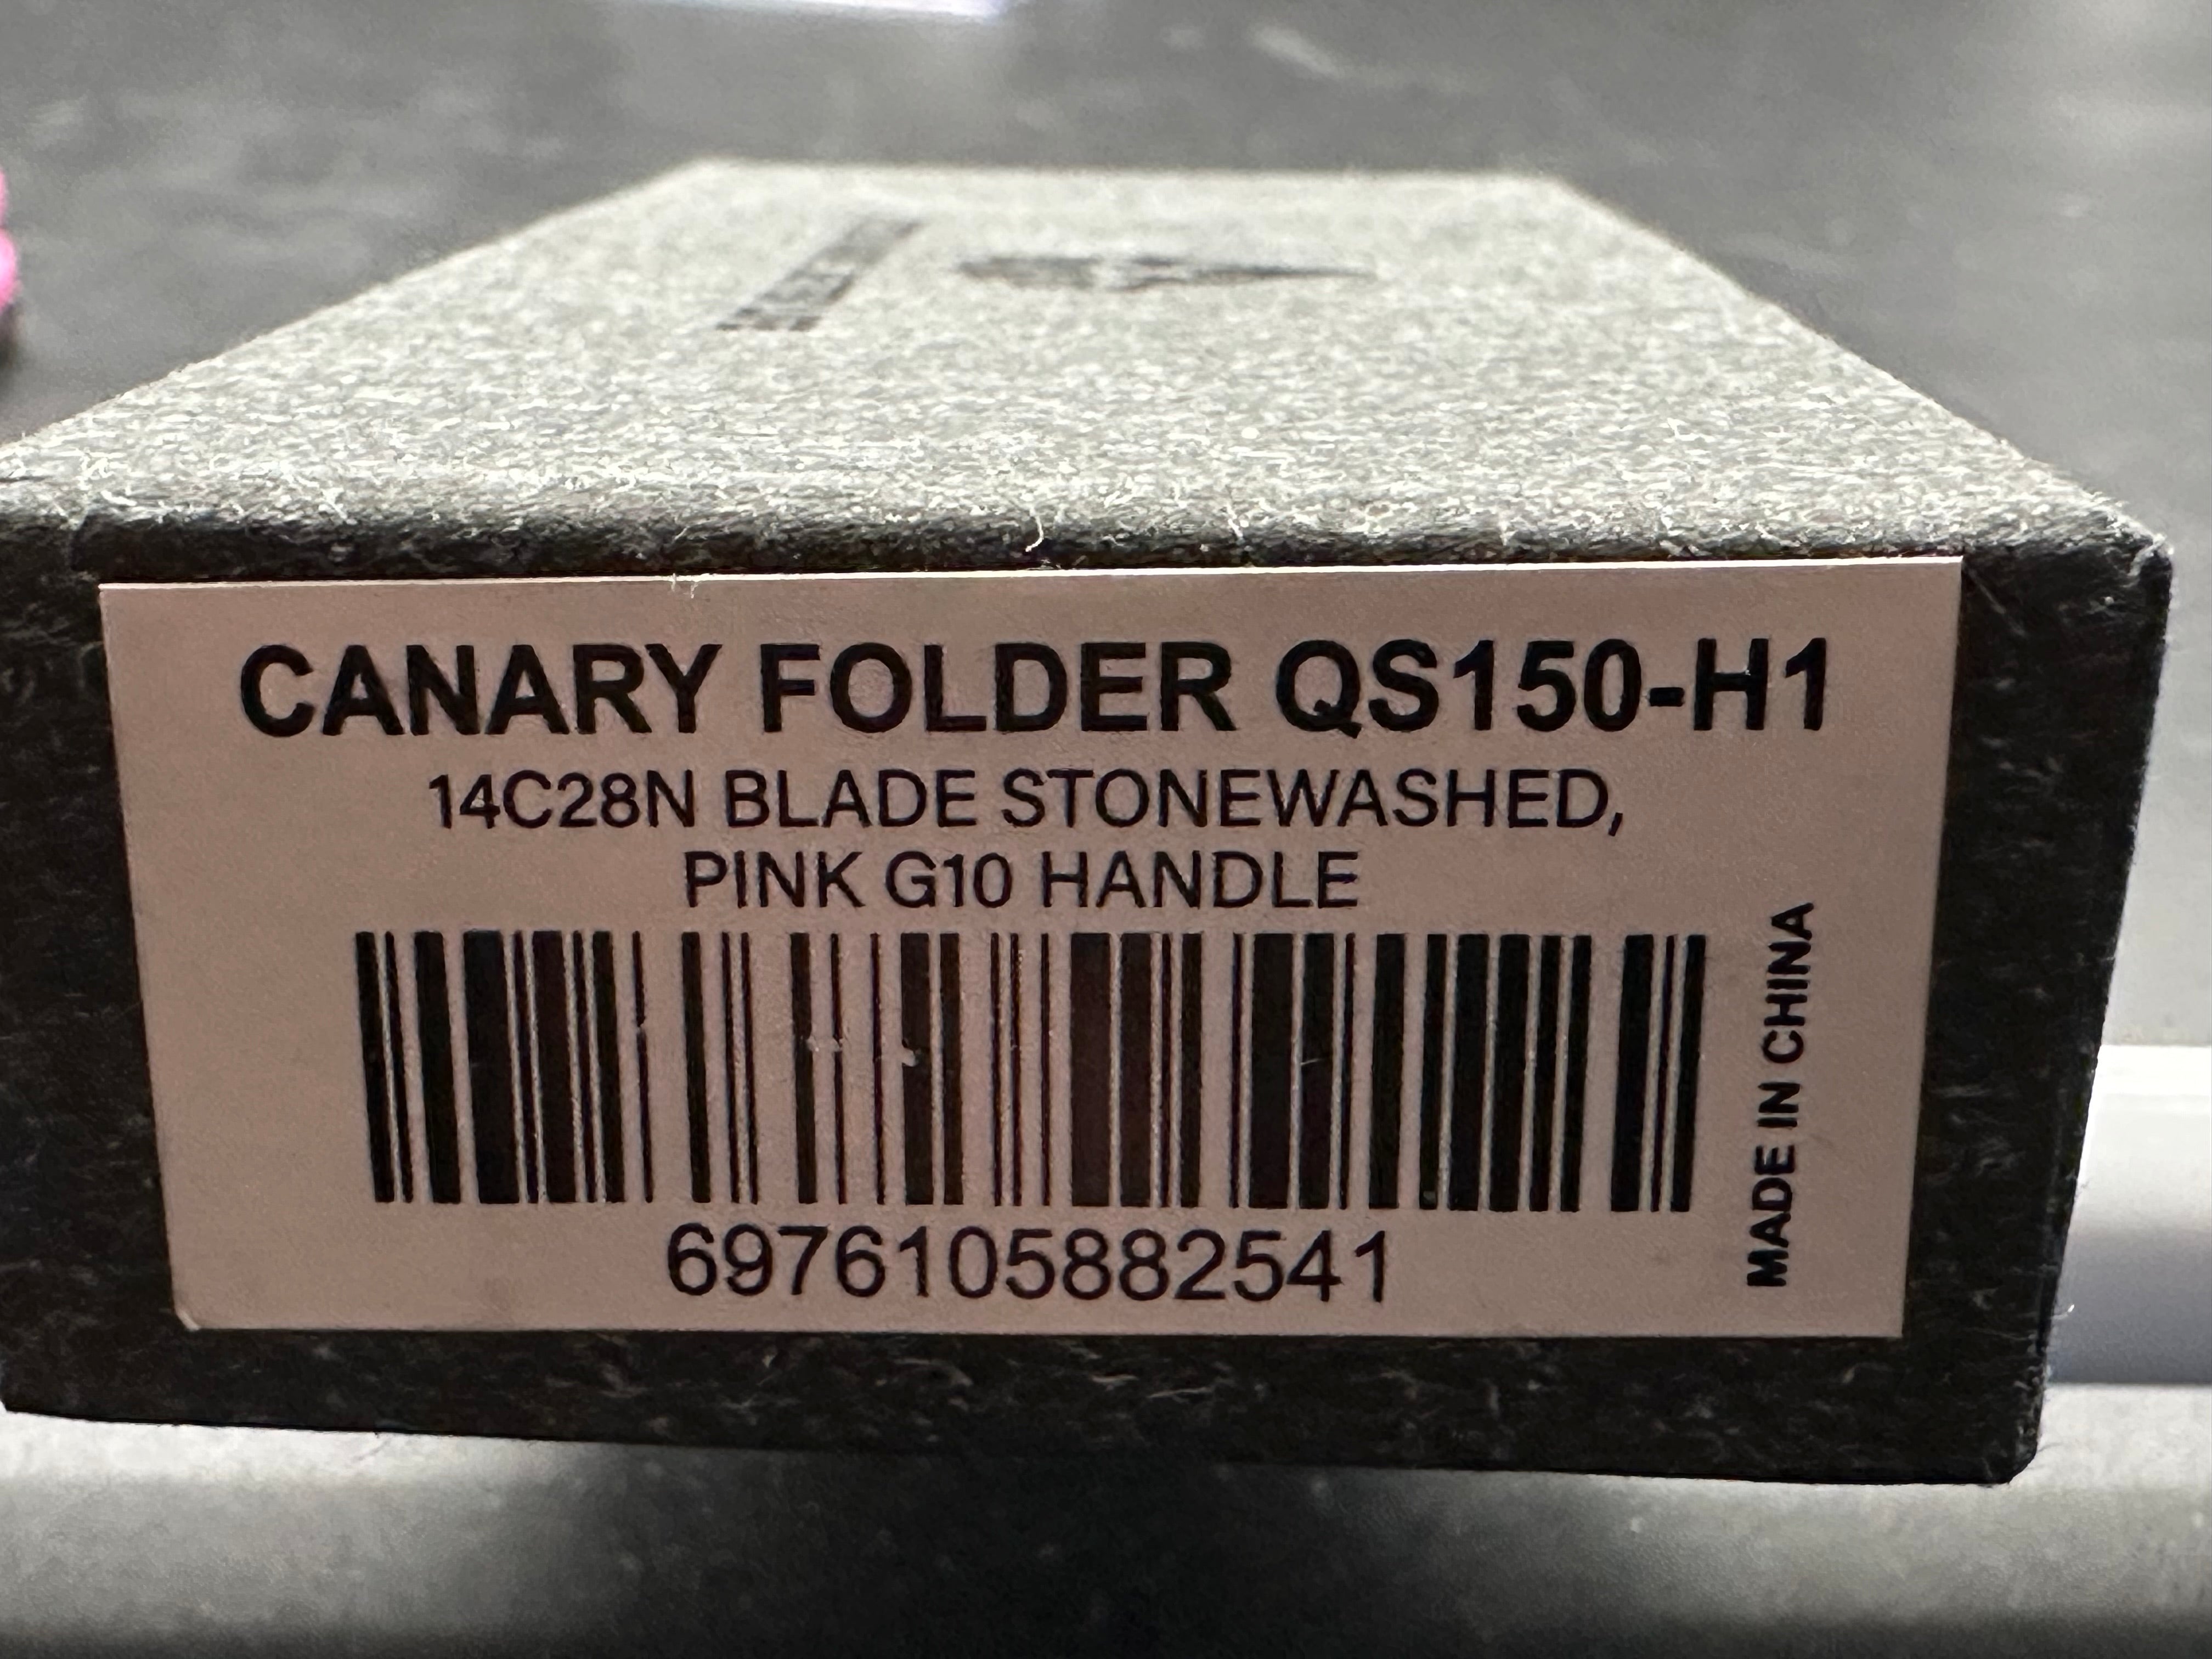 CANARY FOLDER QS150-H1
14C28N BLADE STONEWASHED,
PINK G10 HANDLE
6976105882541
MADE IN CHINA